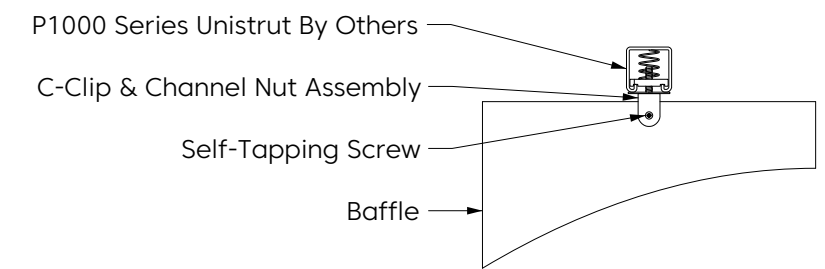 P1000 Series Unistrut By Others
C-Clip & Channel Nut Assembly
Self-Tapping Screw
Baffle